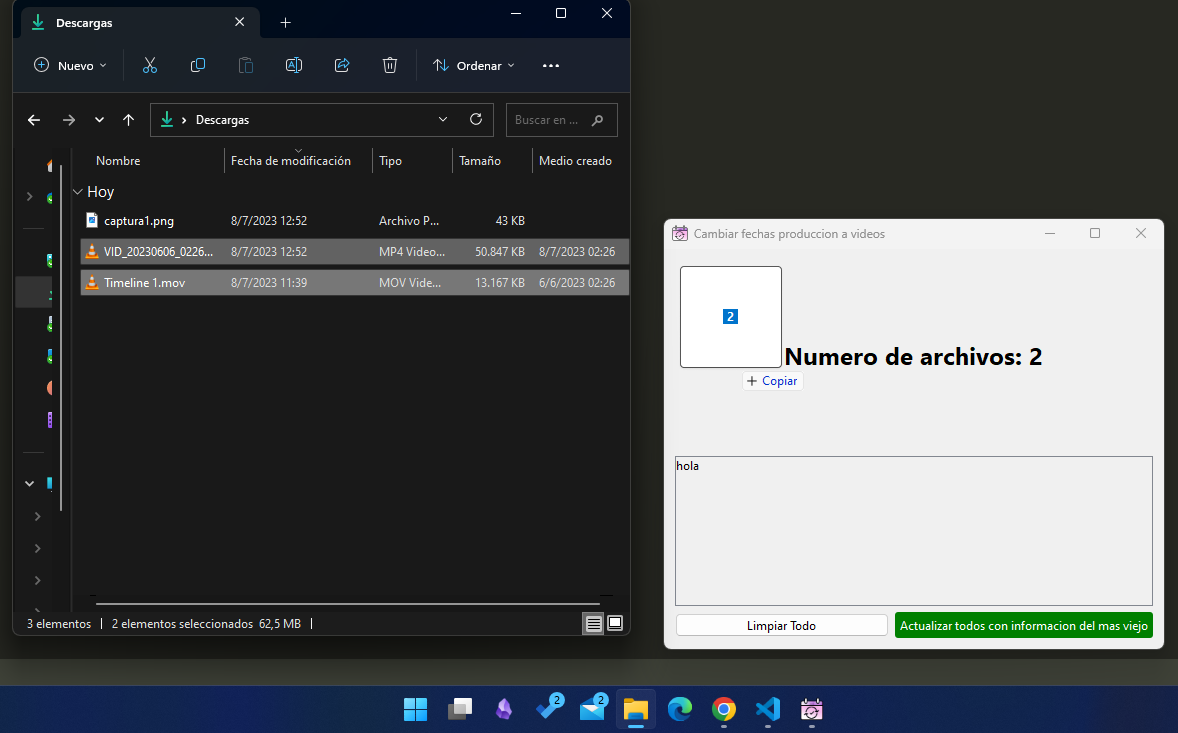 Descargas
Nuevo
Ordenar
Descargas
Buscar en ...
Nombre
Fecha de modificación
Tipo
Tamaño
Medio creado
Hoy
captura1.png 8/7/2023 12:52 Archivo P... 43 KB
VID_20230606_0226... 8/7/2023 12:52 MP4 Video... 50.847 KB 8/7/2023 02:26
Timeline 1.mov 8/7/2023 11:39 MOV Vide... 13.167 KB 6/6/2023 02:26
3 elementos
2 elementos seleccionados 62,5 MB
Cambiar fechas produccion a videos
2
Numero de archivos: 2
+ Copiar
hola
Limpiar Todo
Actualizar todos con informacion del mas viejo
2
2